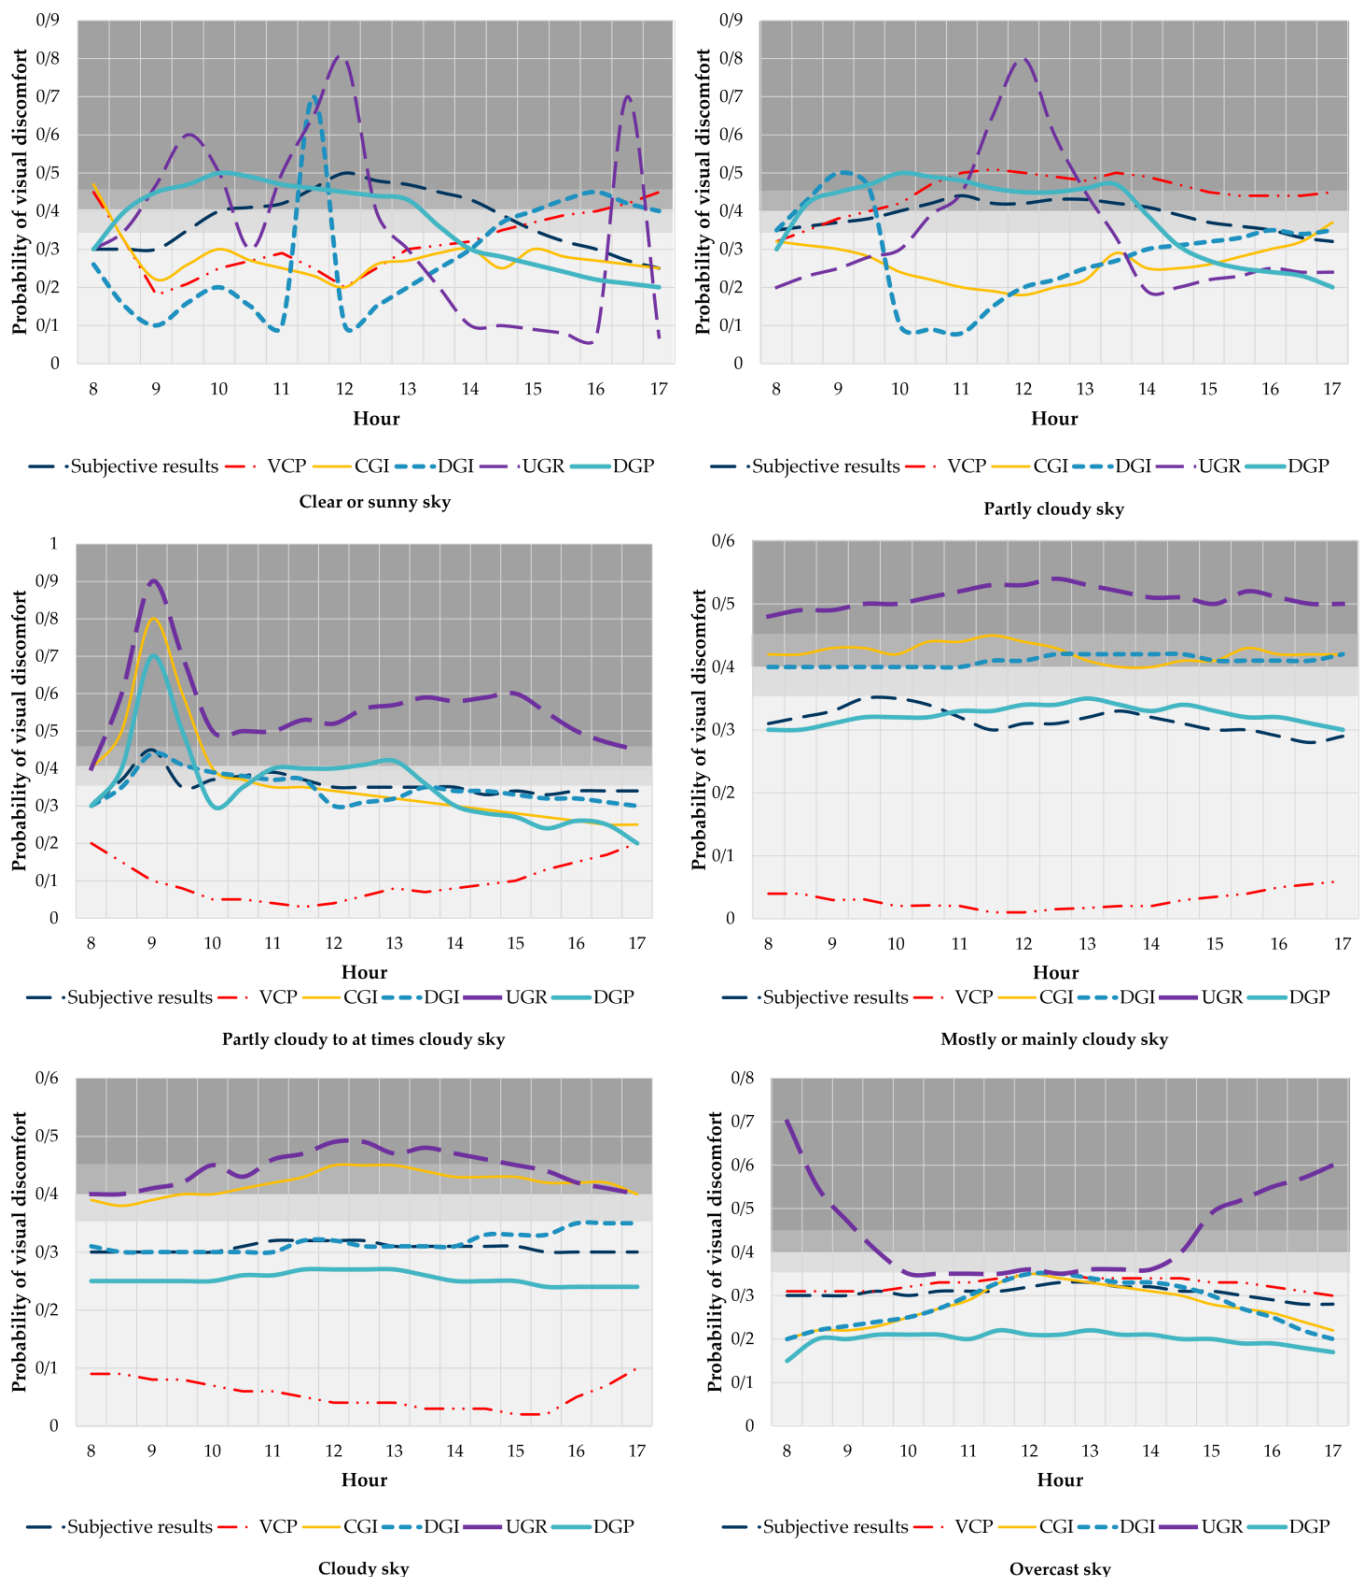 Probability of visual discomfort
0/9
0/8
0/7
0/6
0/5
0/4
0/3
0/2
0/1
0
8 9 10 11 12 13 14 15 16 17
Hour
Subjective results VCP CGI DGI UGR DGP
Clear or sunny sky
Probability of visual discomfort
0/9
0/8
0/7
0/6
0/5
0/4
0/3
0/2
0/1
0
8 9 10 11 12 13 14 15 16 17
Hour
Subjective results VCP CGI DGI UGR DGP
Partly cloudy sky
Probability of visual discomfort
1
0/9
0/8
0/7
0/6
0/5
0/4
0/3
0/2
0/1
0
8 9 10 11 12 13 14 15 16 17
Hour
Subjective results VCP CGI DGI UGR DGP
Partly cloudy to at times cloudy sky
Probability of visual discomfort
0/6
0/5
0/4
0/3
0/2
0/1
0
8 9 10 11 12 13 14 15 16 17
Hour
Subjective results VCP CGI DGI UGR DGP
Mostly or mainly cloudy sky
Probability of visual discomfort
0/6
0/5
0/4
0/3
0/2
0/1
0
8 9 10 11 12 13 14 15 16 17
Hour
Subjective results VCP CGI DGI UGR DGP
Cloudy sky
Probability of visual discomfort
0/8
0/7
0/6
0/5
0/4
0/3
0/2
0/1
0
8 9 10 11 12 13 14 15 16 17
Hour
Subjective results VCP CGI DGI UGR DGP
Overcast sky